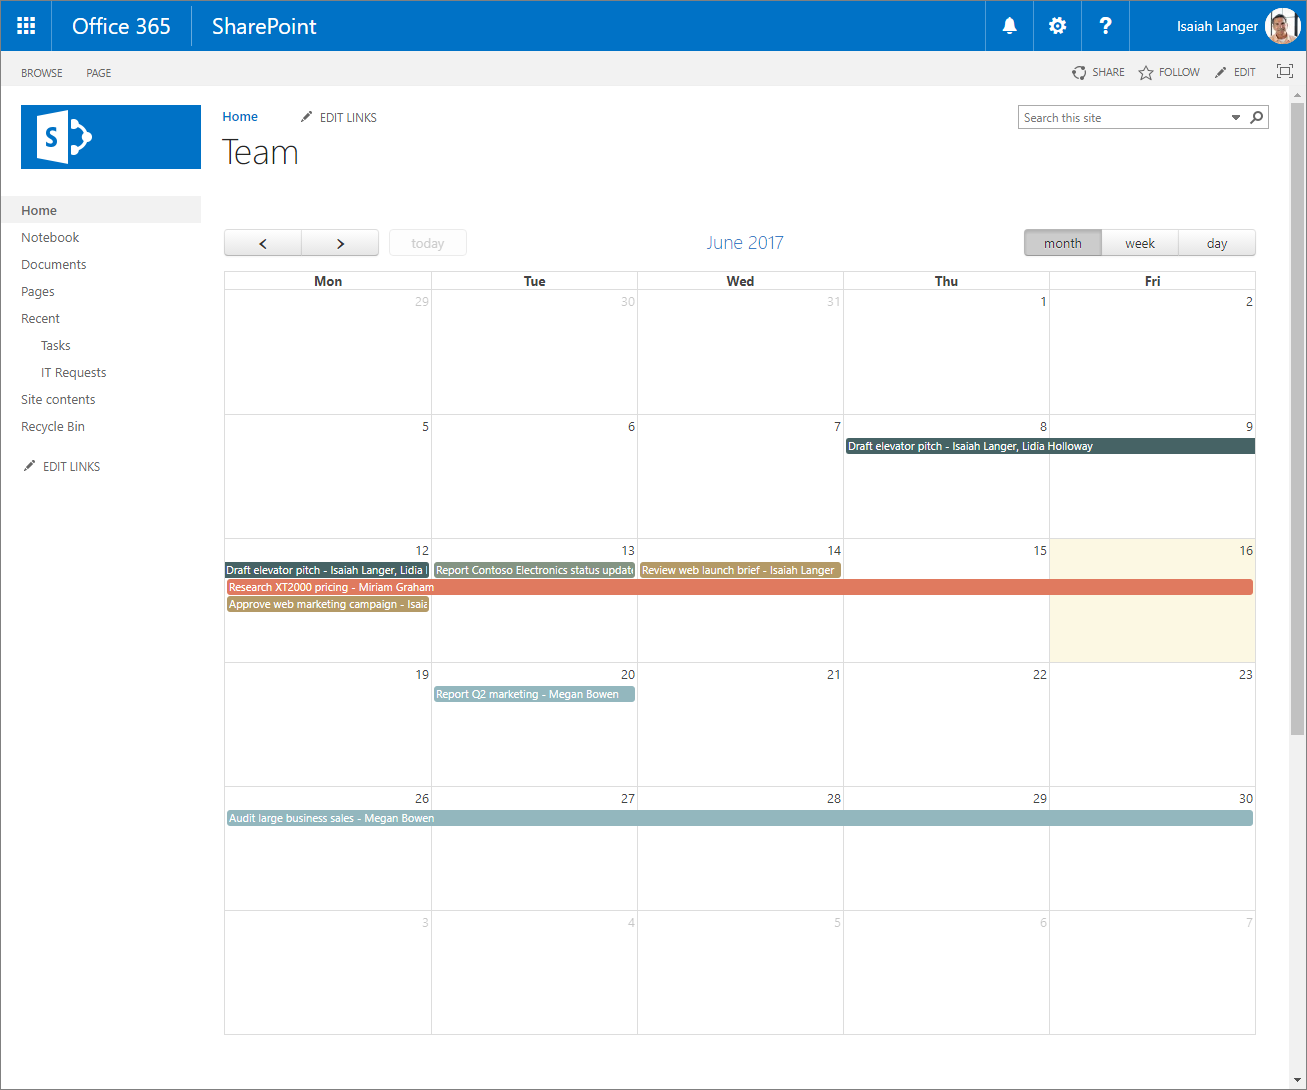 Office 365 SharePoint ? Isaiah Langer
BROWSE PAGE SHARE FOLLOW EDIT
S
Home EDIT LINKS Search this site
Team
Home
Notebook
Documents
Pages
Recent
Tasks
IT Requests
Site contents
Recycle Bin
EDIT LINKS
< > today June 2017 month week day
Mon Tue Wed Thu Fri
29 30 31 1 2
5 6 7 8 9
Draft elevator pitch - Isaiah Langer, Lidia Holloway
12 13 14 15 16
Draft elevator pitch - Isaiah Langer, Lidia Report Contoso Electronics status update Review web launch brief - Isaiah Langer
Research XT2000 pricing - Miriam Graham
Approve web marketing campaign - Isaia
19 20 21 22 23
Report Q2 marketing - Megan Bowen
26 27 28 29 30
Audit large business sales - Megan Bowen
3 4 5 6 7